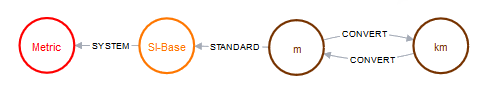 Metric
SYSTEM
SI-Base
STANDARD
m
CONVERT
CONVERT
km